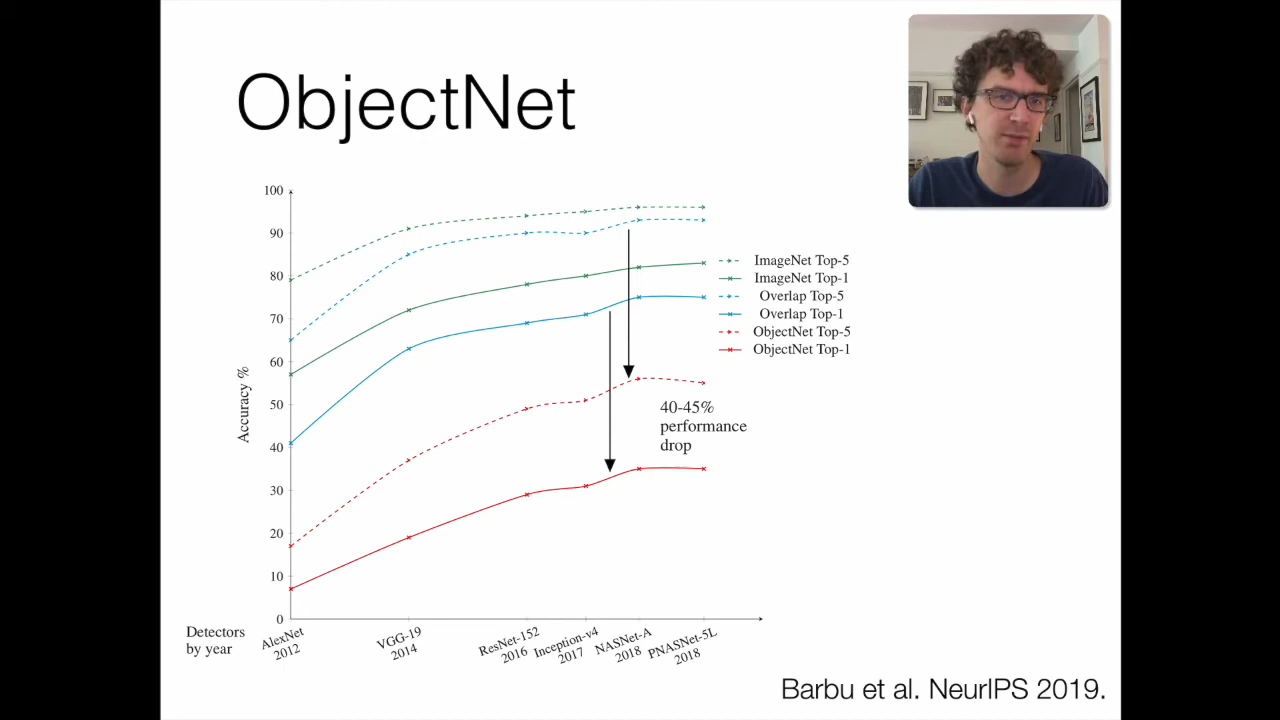 ObjectNet
100
90
80
70
60
50
40
30
20
10
0
Accuracy %
ImageNet Top-5
ImageNet Top-1
Overlap Top-5
Overlap Top-1
ObjectNet Top-5
ObjectNet Top-1
40-45%
performance
drop
Detectors
by year
AlexNet
2012
VGG-19
2014
ResNet-152
2016
Inception-v4
2017
NASNet-A
2018
PNASNet-5L
2018
Barbu et al. NeurIPS 2019.